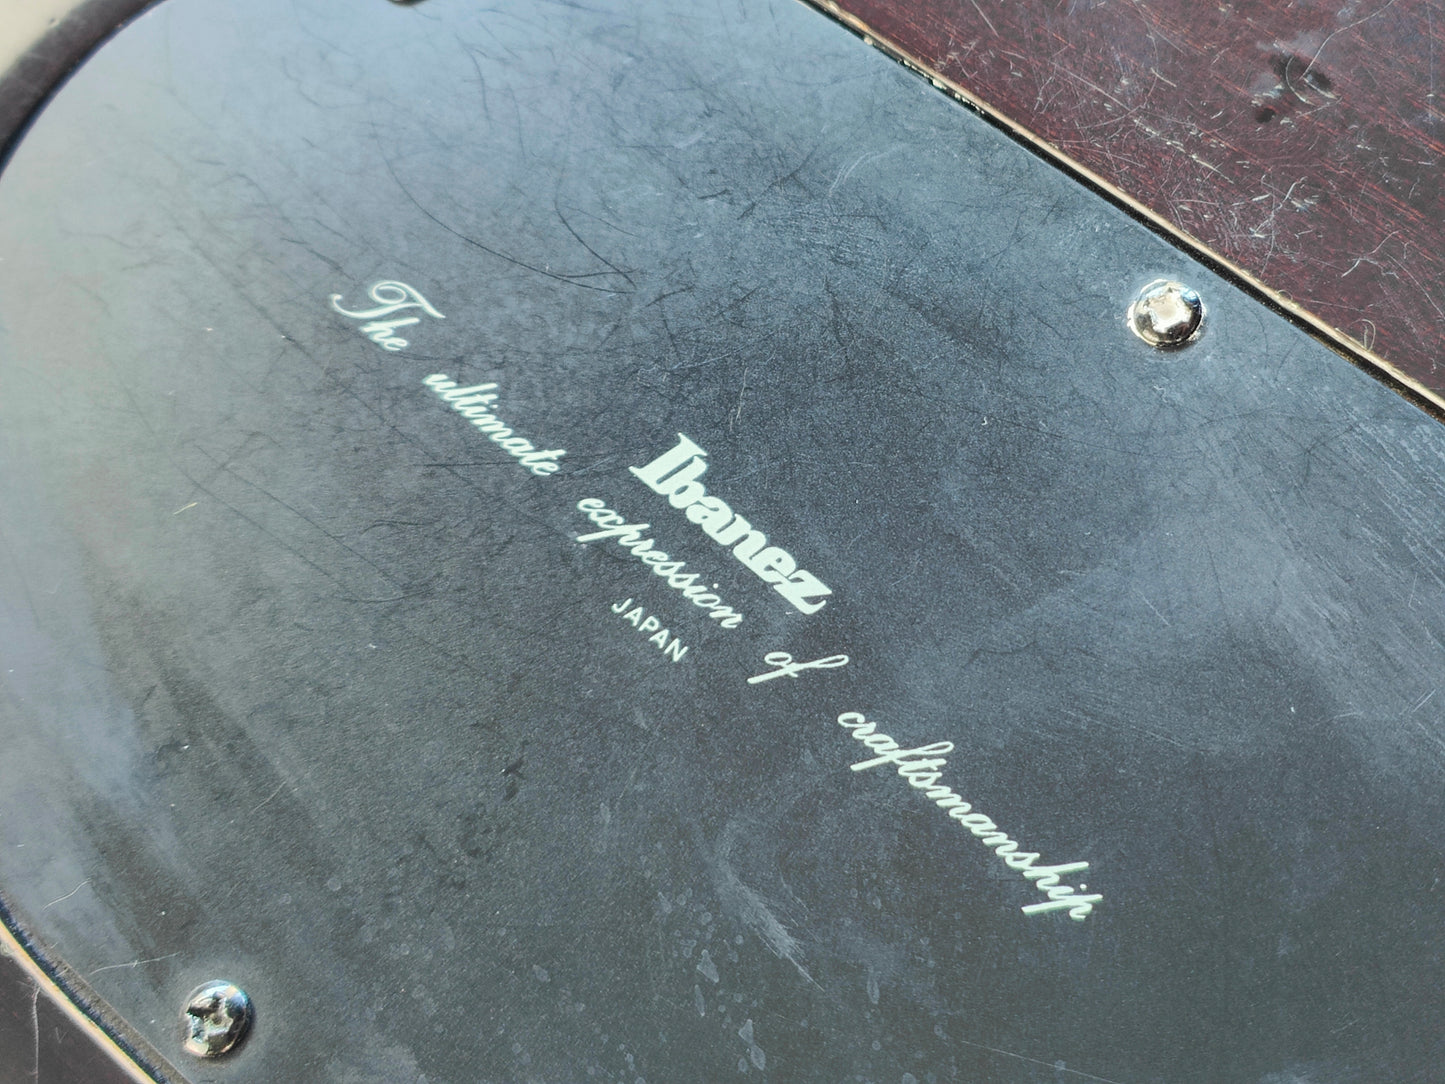 Ibanez
The ultimate expression of craftsmanship
JAPAN